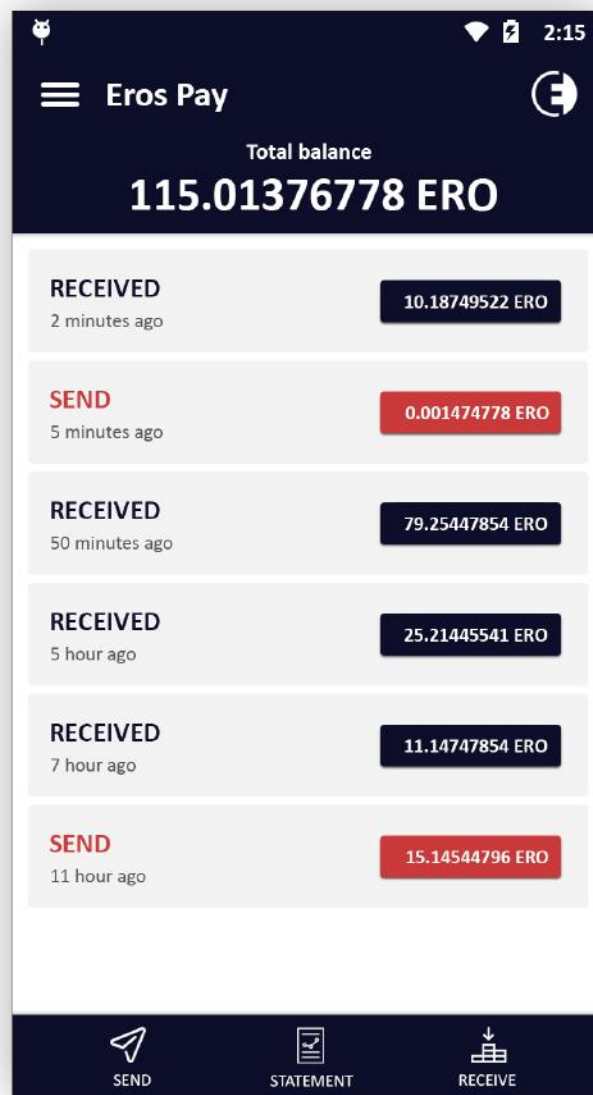 2:15
Eros Pay
Total balance
115.01376778 ERO
RECEIVED
10.18749522 ERO
2 minutes ago
SEND
0.001474778 ERO
5 minutes ago
RECEIVED
79.25447854 ERO
50 minutes ago
RECEIVED
25.21445541 ERO
5 hour ago
RECEIVED
11.14747854 ERO
7 hour ago
SEND
15.14544796 ERO
11 hour ago
SEND
STATEMENT
RECEIVE